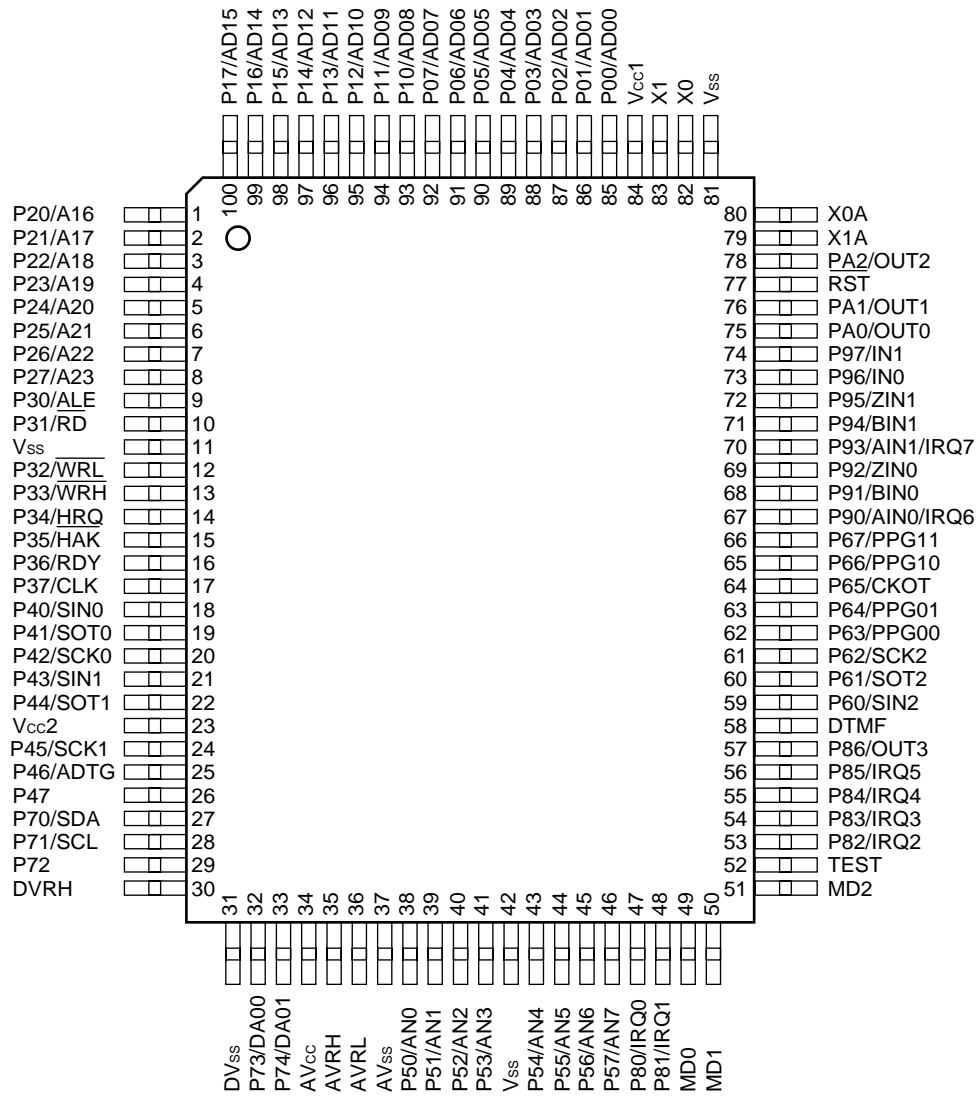 P17/AD15
P16/AD14
P15/AD13
P14/AD12
P13/AD11
P12/AD10
P11/AD09
P10/AD08
P07/AD07
P06/AD06
P05/AD05
P04/AD04
P03/AD03
P02/AD02
P01/AD01
P00/AD00
Vcc1
X1
X0
Vss
100
99
98
97
96
95
94
93
92
91
90
89
88
87
86
85
84
83
82
81
P20/A16 1
P21/A17 2
P22/A18 3
P23/A19 4
P24/A20 5
P25/A21 6
P26/A22 7
P27/A23 8
P30/ALE 9
P31/RD 10
Vss 11
P32/WRL 12
P33/WRH 13
P34/HRQ 14
P35/HAK 15
P36/RDY 16
P37/CLK 17
P40/SIN0 18
P41/SOT0 19
P42/SCK0 20
P43/SIN1 21
P44/SOT1 22
Vcc2 23
P45/SCK1 24
P46/ADTG 25
P47 26
P70/SDA 27
P71/SCL 28
P72 29
DVRH 30
80 X0A
79 X1A
78 PA2/OUT2
77 RST
76 PA1/OUT1
75 PA0/OUT0
74 P97/IN1
73 P96/IN0
72 P95/ZIN1
71 P94/BIN1
70 P93/AIN1/IRQ7
69 P92/ZIN0
68 P91/BIN0
67 P90/AIN0/IRQ6
66 P67/PPG11
65 P66/PPG10
64 P65/CKOT
63 P64/PPG01
62 P63/PPG00
61 P62/SCK2
60 P61/SOT2
59 P60/SIN2
58 DTMF
57 P86/OUT3
56 P85/IRQ5
55 P84/IRQ4
54 P83/IRQ3
53 P82/IRQ2
52 TEST
51 MD2
31
32
33
34
35
36
37
38
39
40
41
42
43
44
45
46
47
48
49
50
DVss
P73/DA00
P74/DA01
AVcc
AVRH
AVRL
AVss
P50/AN0
P51/AN1
P52/AN2
P53/AN3
Vss
P54/AN4
P55/AN5
P56/AN6
P57/AN7
P80/IRQ0
P81/IRQ1
MD0
MD1